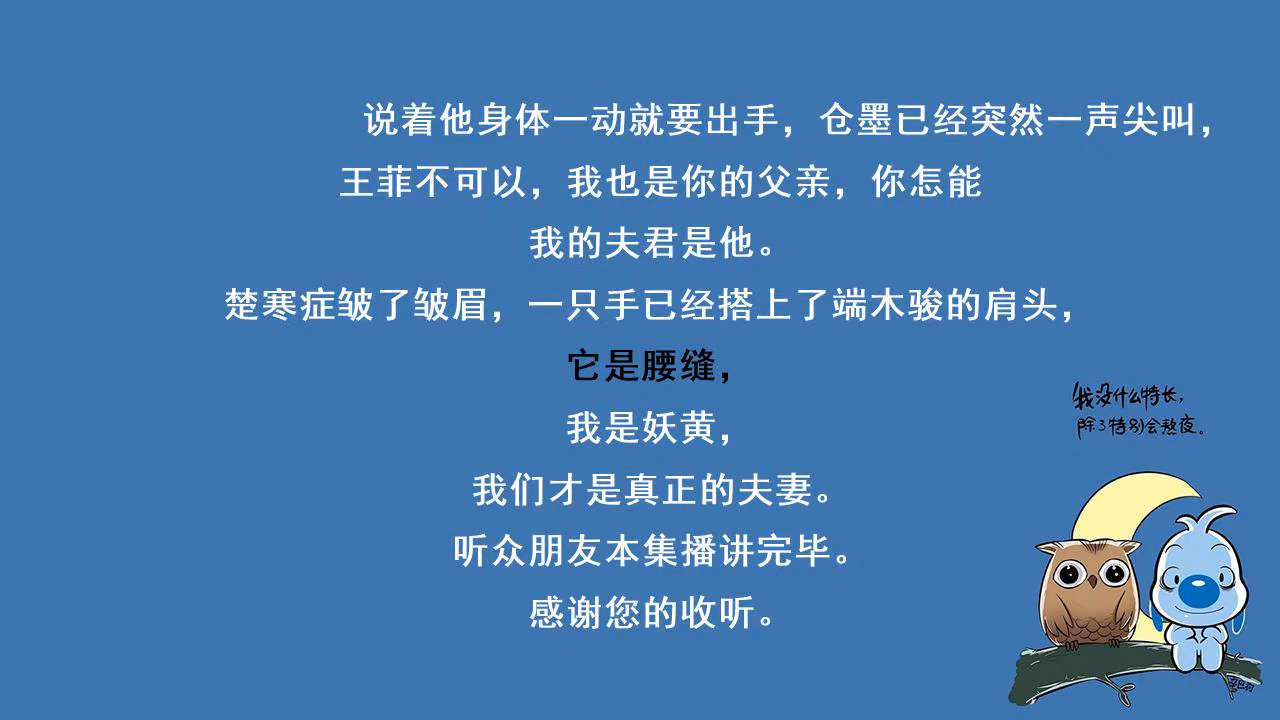 说着他身体一动就要出手，仓墨已经突然一声尖叫，
王菲不可以，我也是你的父亲，你怎能
我的夫君是他。
楚寒症皱了皱眉，一只手已经搭上了端木骏的肩头，
它是腰缝，
我是妖黄，
我们才是真正的夫妻。
听众朋友本集播讲完毕。
感谢您的收听。
我没什么特长，
除了特别会熬夜。